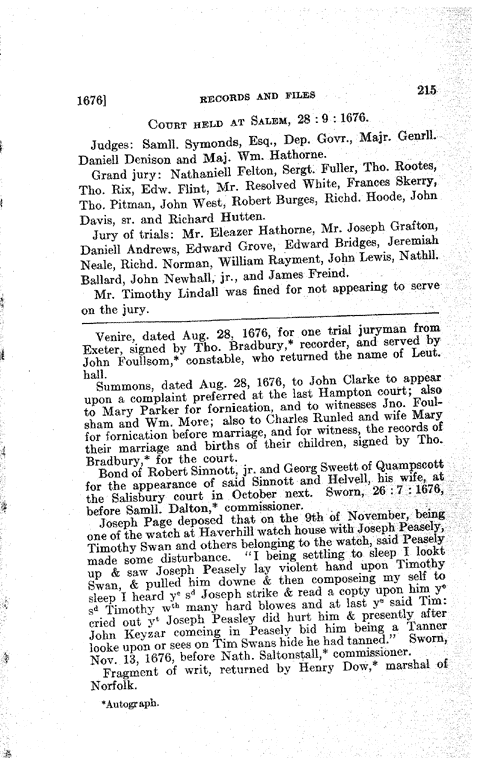 1676]
RECORDS AND FILES
215
COURT HELD AT SALEM, 28 : 9 : 1676.
Judges: Samll. Symonds, Esq., Dep. Govr., Majr. Genrll.
Daniell Denison and Maj. Wm. Hathorne.
Grand jury: Nathaniell Felton, Sergt. Fuller, Tho. Rootes,
Tho. Rix, Edw. Flint, Mr. Resolved White, Frances Skerry,
Tho. Pitman, John West, Robert Burges, Richd. Hoode, John
Davis, sr. and Richard Hutten.
Jury of trials: Mr. Eleazer Hathorne, Mr. Joseph Grafton,
Daniell Andrews, Edward Grove, Edward Bridges, Jeremiah
Neale, Richd. Norman, William Rayment, John Lewis, Nathll.
Ballard, John Newhall, jr., and James Freind.
Mr. Timothy Lindall was fined for not appearing to serve
on the jury.
Venire, dated Aug. 28, 1676, for one trial juryman from
Exeter, signed by Tho. Bradbury,* recorder, and served by
John Foullsom,* constable, who returned the name of Leut.
hall.
Summons, dated Aug. 28, 1676, to John Clarke to appear
upon a complaint preferred at the last Hampton court; also
to Mary Parker for fornication, and to witnesses Jno. Foul-
sham and Wm. More; also to Charles Runled and wife Mary
for fornication before marriage, and for witness, the records of
their marriage and births of their children, signed by Tho.
Bradbury,* for the court.
Bond of Robert Sinnott, jr. and Georg Sweett of Quampscott
for the appearance of said Sinnott and Helvell, his wife, at
the Salisbury court in October next. Sworn, 26 : 7 : 1676,
before Samll. Dalton,* commissioner.
Joseph Page deposed that on the 9th of November, being
one of the watch at Haverhill watch house with Joseph Peasely,
Timothy Swan and others belonging to the watch, said Peasely
made some disturbance. "I being settling to sleep I lookt
up & saw Joseph Peasely lay violent hand upon Timothy
Swan, & pulled him downe & then composeing my self to
sleep I heard yᵉ sᵈ Joseph strike & read a copty upon him yᵉ
sᵈ Timothy wᵗʰ many hard blowes and at last yᵉ said Tim:
cried out yᵗ Joseph Peasley did hurt him & presently after
John Keyzar comeing in Peasely bid him being a Tanner
looke upon or sees on Tim Swans hide he had tanned." Sworn,
Nov. 13, 1676, before Nath. Saltonstall,* commissioner.
Fragment of writ, returned by Henry Dow,* marshal of
Norfolk.
*Autograph.